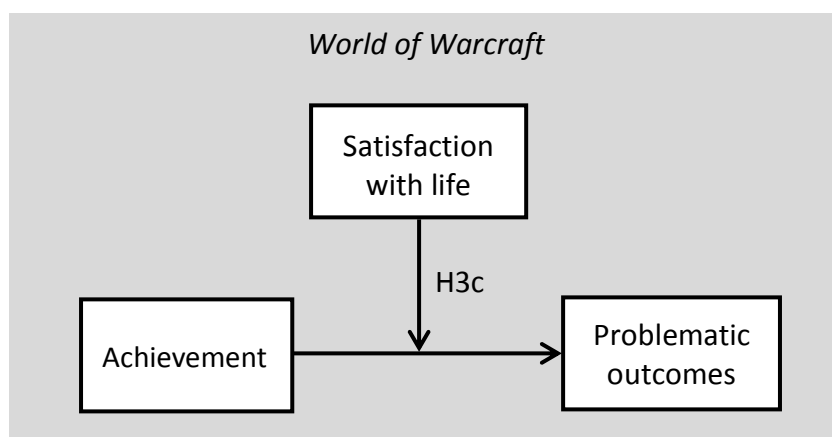 World of Warcraft
Satisfaction
with life
H3c
Achievement
Problematic
outcomes